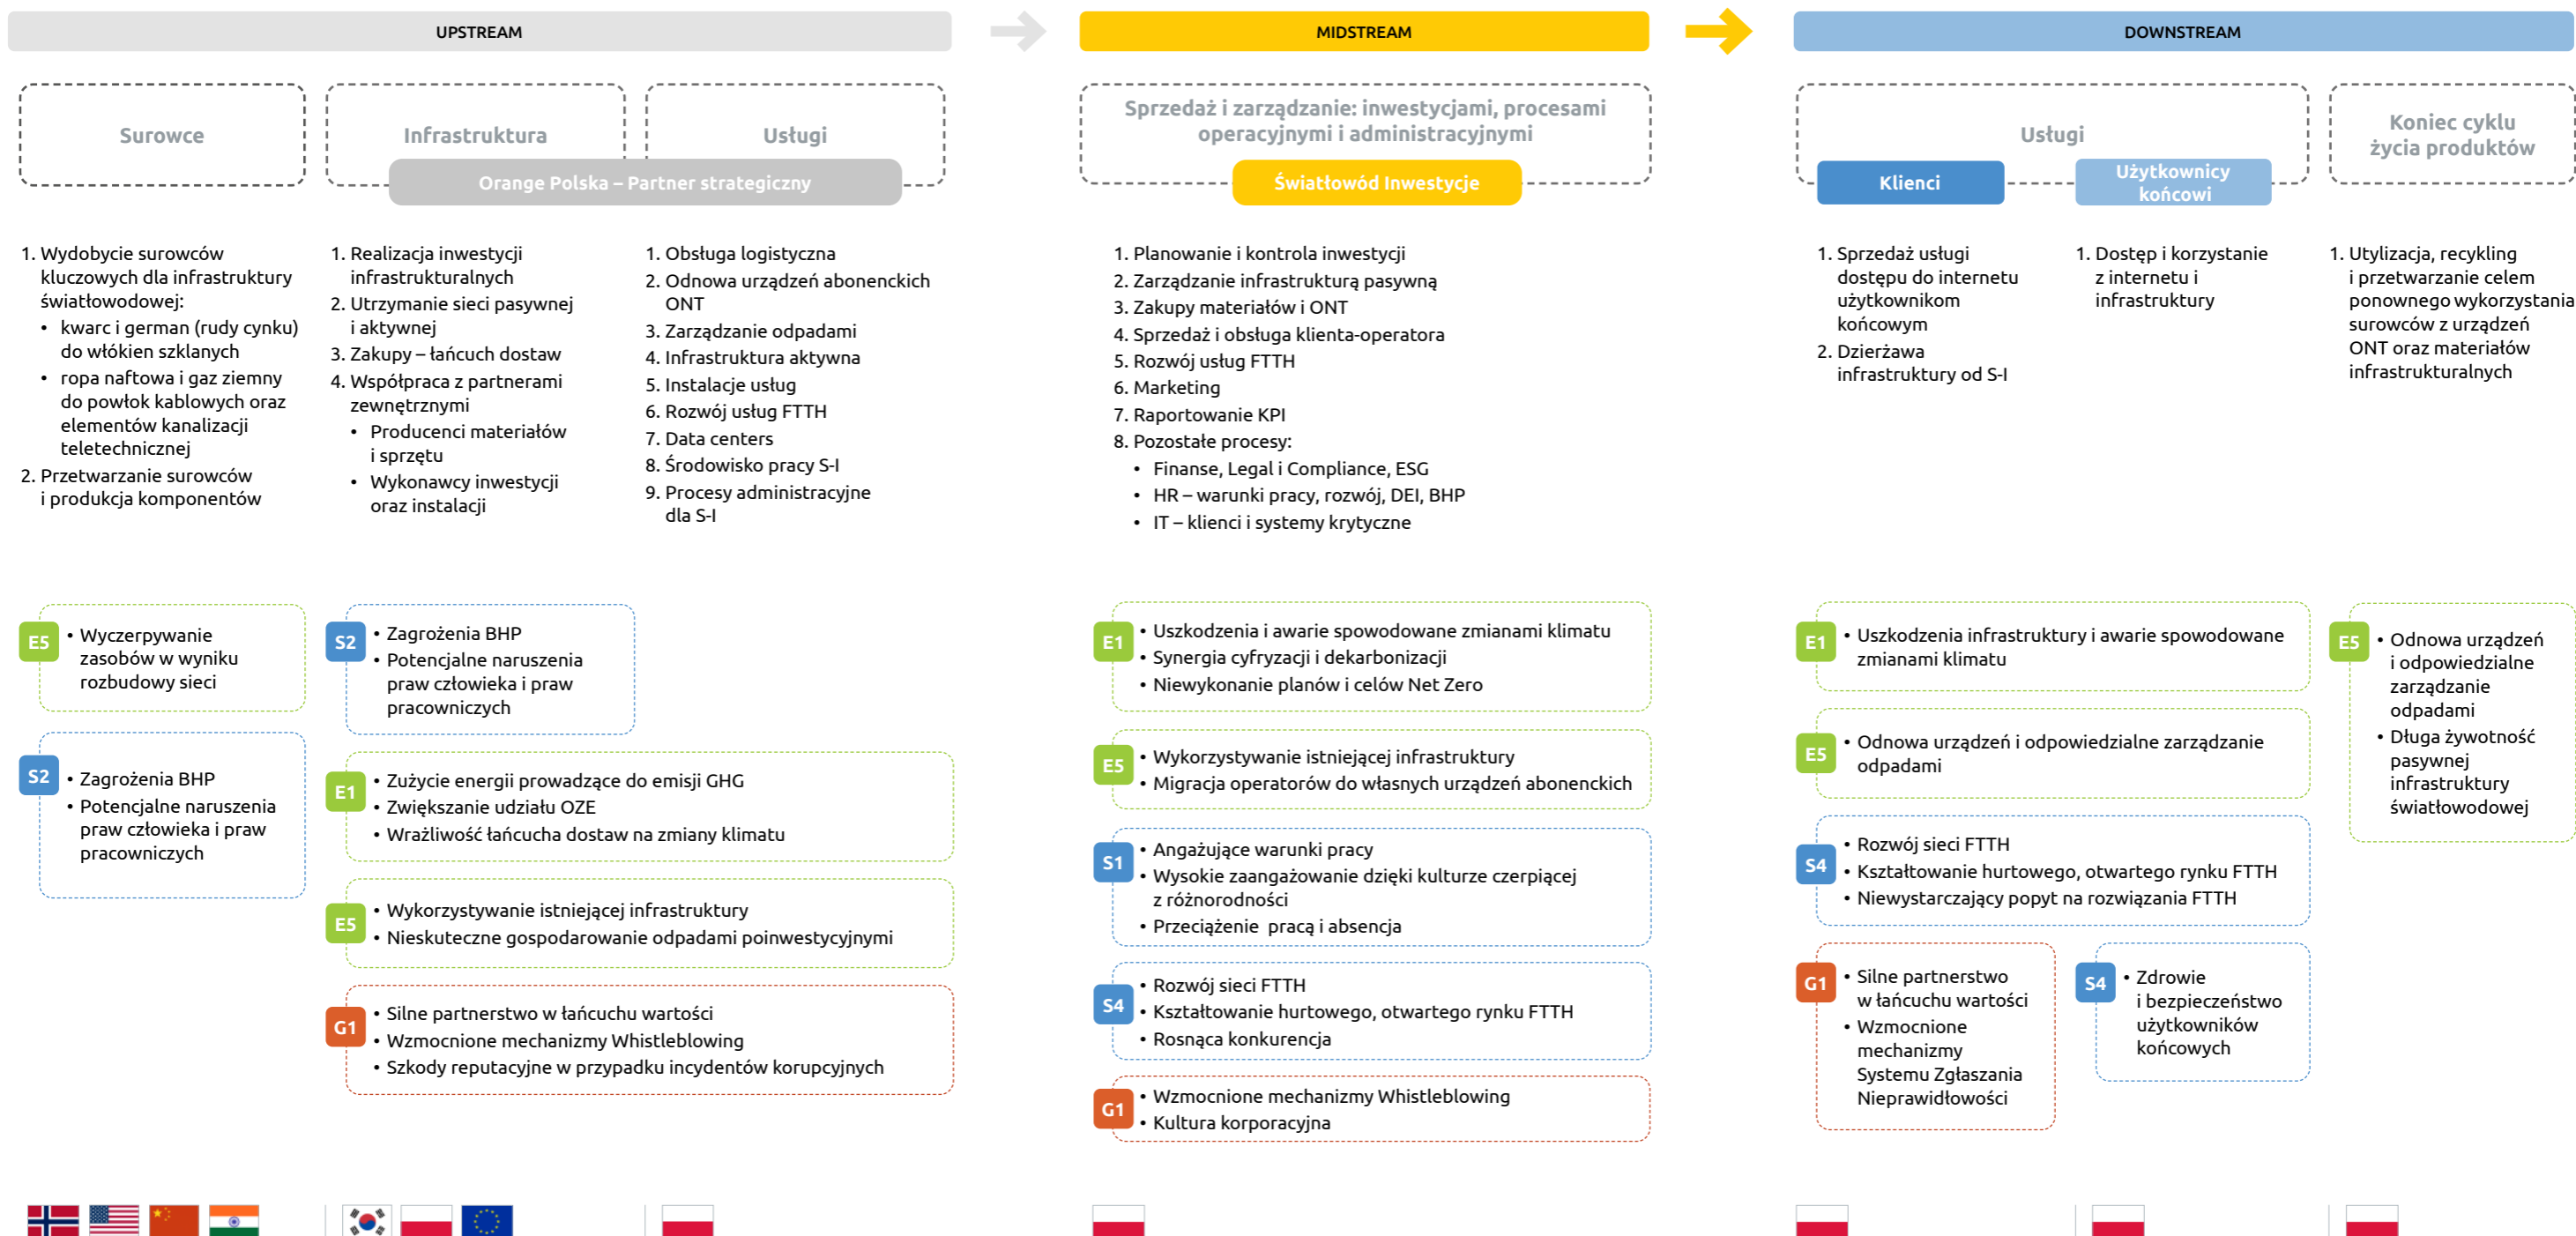 UPSTREAM
MIDSTREAM
DOWNSTREAM
Surowce
Infrastruktura
Usługi
Orange Polska – Partner strategiczny
Sprzedaż i zarządzanie: inwestycjami, procesami
operacyjnymi i administracyjnymi
Światłowód Inwestycje
Usługi
Klienci
Użytkownicy
końcowi
Koniec cyklu
życia produktów
1. Wydobycie surowców
kluczowych dla infrastruktury
światłowodowej:
• kwarc i german (rudy cynku)
do włókien szklanych
• ropa naftowa i gaz ziemny
do powłok kablowych oraz
elementów kanalizacji
teletechnicznej
2. Przetwarzanie surowców
i produkcja komponentów
1. Realizacja inwestycji
infrastrukturalnych
2. Utrzymanie sieci pasywnej
i aktywnej
3. Zakupy – łańcuch dostaw
4. Współpraca z partnerami
zewnętrznymi
• Producenci materiałów
i sprzętu
• Wykonawcy inwestycji
oraz instalacji
1. Obsługa logistyczna
2. Odnowa urządzeń abonenckich
ONT
3. Zarządzanie odpadami
4. Infrastruktura aktywna
5. Instalacje usług
6. Rozwój usług FTTH
7. Data centers
8. Środowisko pracy S-I
9. Procesy administracyjne
dla S-I
1. Planowanie i kontrola inwestycji
2. Zarządzanie infrastrukturą pasywną
3. Zakupy materiałów i ONT
4. Sprzedaż i obsługa klienta-operatora
5. Rozwój usług FTTH
6. Marketing
7. Raportowanie KPI
8. Pozostałe procesy:
• Finanse, Legal i Compliance, ESG
• HR – warunki pracy, rozwój, DEI, BHP
• IT – klienci i systemy krytyczne
1. Sprzedaż usługi
dostępu do internetu
użytkownikom
końcowym
2. Dzierżawa
infrastruktury od S-I
1. Dostęp i korzystanie
z internetu i
infrastruktury
1. Utylizacja, recykling
i przetwarzanie celem
ponownego wykorzystania
surowców z urządzeń
ONT oraz materiałów
infrastrukturalnych
E5
• Wyczerpywanie
zasobów w wyniku
rozbudowy sieci
S2
• Zagrożenia BHP
• Potencjalne naruszenia
praw człowieka i praw
pracowniczych
S2
• Zagrożenia BHP
• Potencjalne naruszenia
praw człowieka i praw
pracowniczych
E1
• Zużycie energii prowadzące do emisji GHG
• Zwiększanie udziału OZE
• Wrażliwość łańcucha dostaw na zmiany klimatu
E5
• Wykorzystywanie istniejącej infrastruktury
• Nieskuteczne gospodarowanie odpadami poinwestycyjnymi
G1
• Silne partnerstwo w łańcuchu wartości
• Wzmocnione mechanizmy Whistleblowing
• Szkody reputacyjne w przypadku incydentów korupcyjnych
E1
• Uszkodzenia i awarie spowodowane zmianami klimatu
• Synergia cyfryzacji i dekarbonizacji
• Niewykonanie planów i celów Net Zero
E5
• Wykorzystywanie istniejącej infrastruktury
• Migracja operatorów do własnych urządzeń abonenckich
S1
• Angażujące warunki pracy
• Wysokie zaangażowanie dzięki kulturze czerpiącej
z różnorodności
• Przeciążenie pracą i absencja
S4
• Rozwój sieci FTTH
• Kształtowanie hurtowego, otwartego rynku FTTH
• Rosnąca konkurencja
G1
• Wzmocnione mechanizmy Whistleblowing
• Kultura korporacyjna
E1
• Uszkodzenia infrastruktury i awarie spowodowane
zmianami klimatu
E5
• Odnowa urządzeń i odpowiedzialne zarządzanie
odpadami
S4
• Rozwój sieci FTTH
• Kształtowanie hurtowego, otwartego rynku FTTH
• Niewystarczający popyt na rozwiązania FTTH
G1
• Silne partnerstwo
w łańcuchu wartości
• Wzmocnione
mechanizmy
Systemu Zgłaszania
Nieprawidłowości
S4
• Zdrowie
i bezpieczeństwo
użytkowników
końcowych
E5
• Odnowa urządzeń
i odpowiedzialne
zarządzanie
odpadami
• Długa żywotność
pasywnej
infrastruktury
światłowodowej